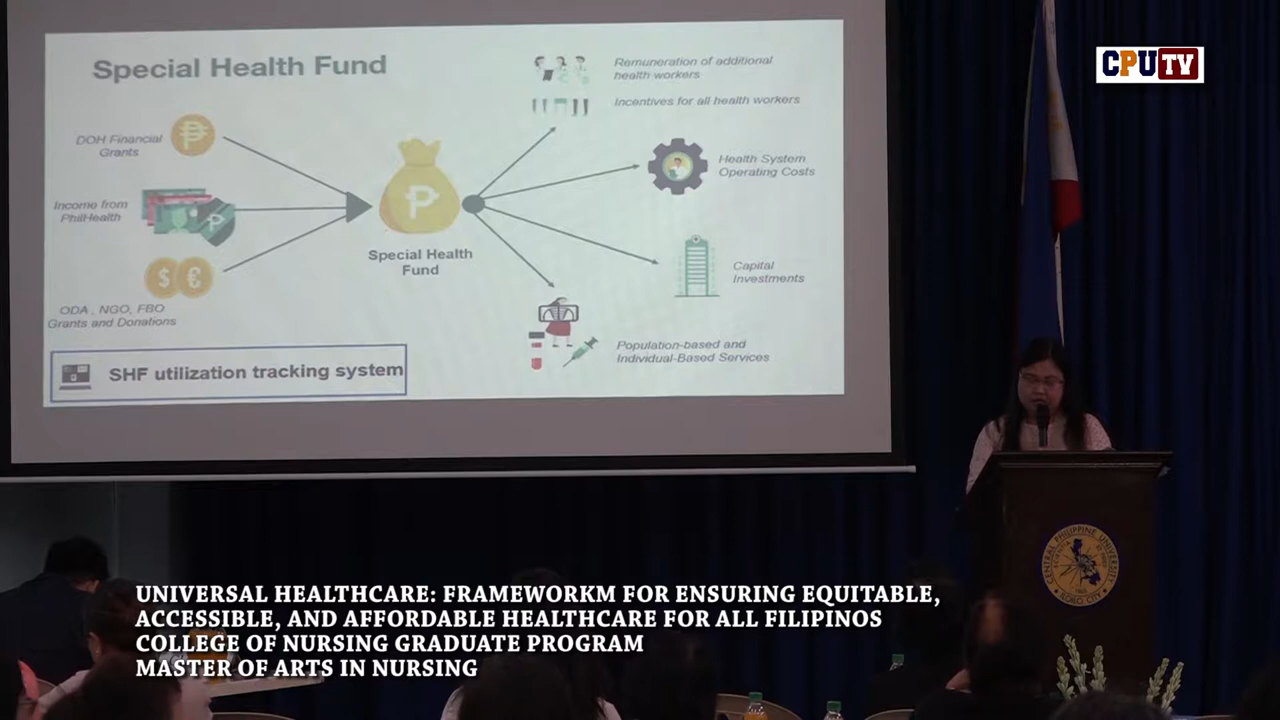 CPUTV
Special Health Fund
DOH Financial
Grants
Income from
PhilHealth
ODA , NGO, FBO
Grants and Donations
Special Health
Fund
Remuneration of additional
health workers
Incentives for all health workers
Health System
Operating Costs
Capital
Investments
Population-based and
Individual-Based Services
SHF utilization tracking system
CENTRAL PHILIPPINE UNIVERSITY
UNIVERSAL HEALTHCARE: FRAMEWORKM FOR ENSURING EQUITABLE,
ACCESSIBLE, AND AFFORDABLE HEALTHCARE FOR ALL FILIPINOS
COLLEGE OF NURSING GRADUATE PROGRAM
MASTER OF ARTS IN NURSING